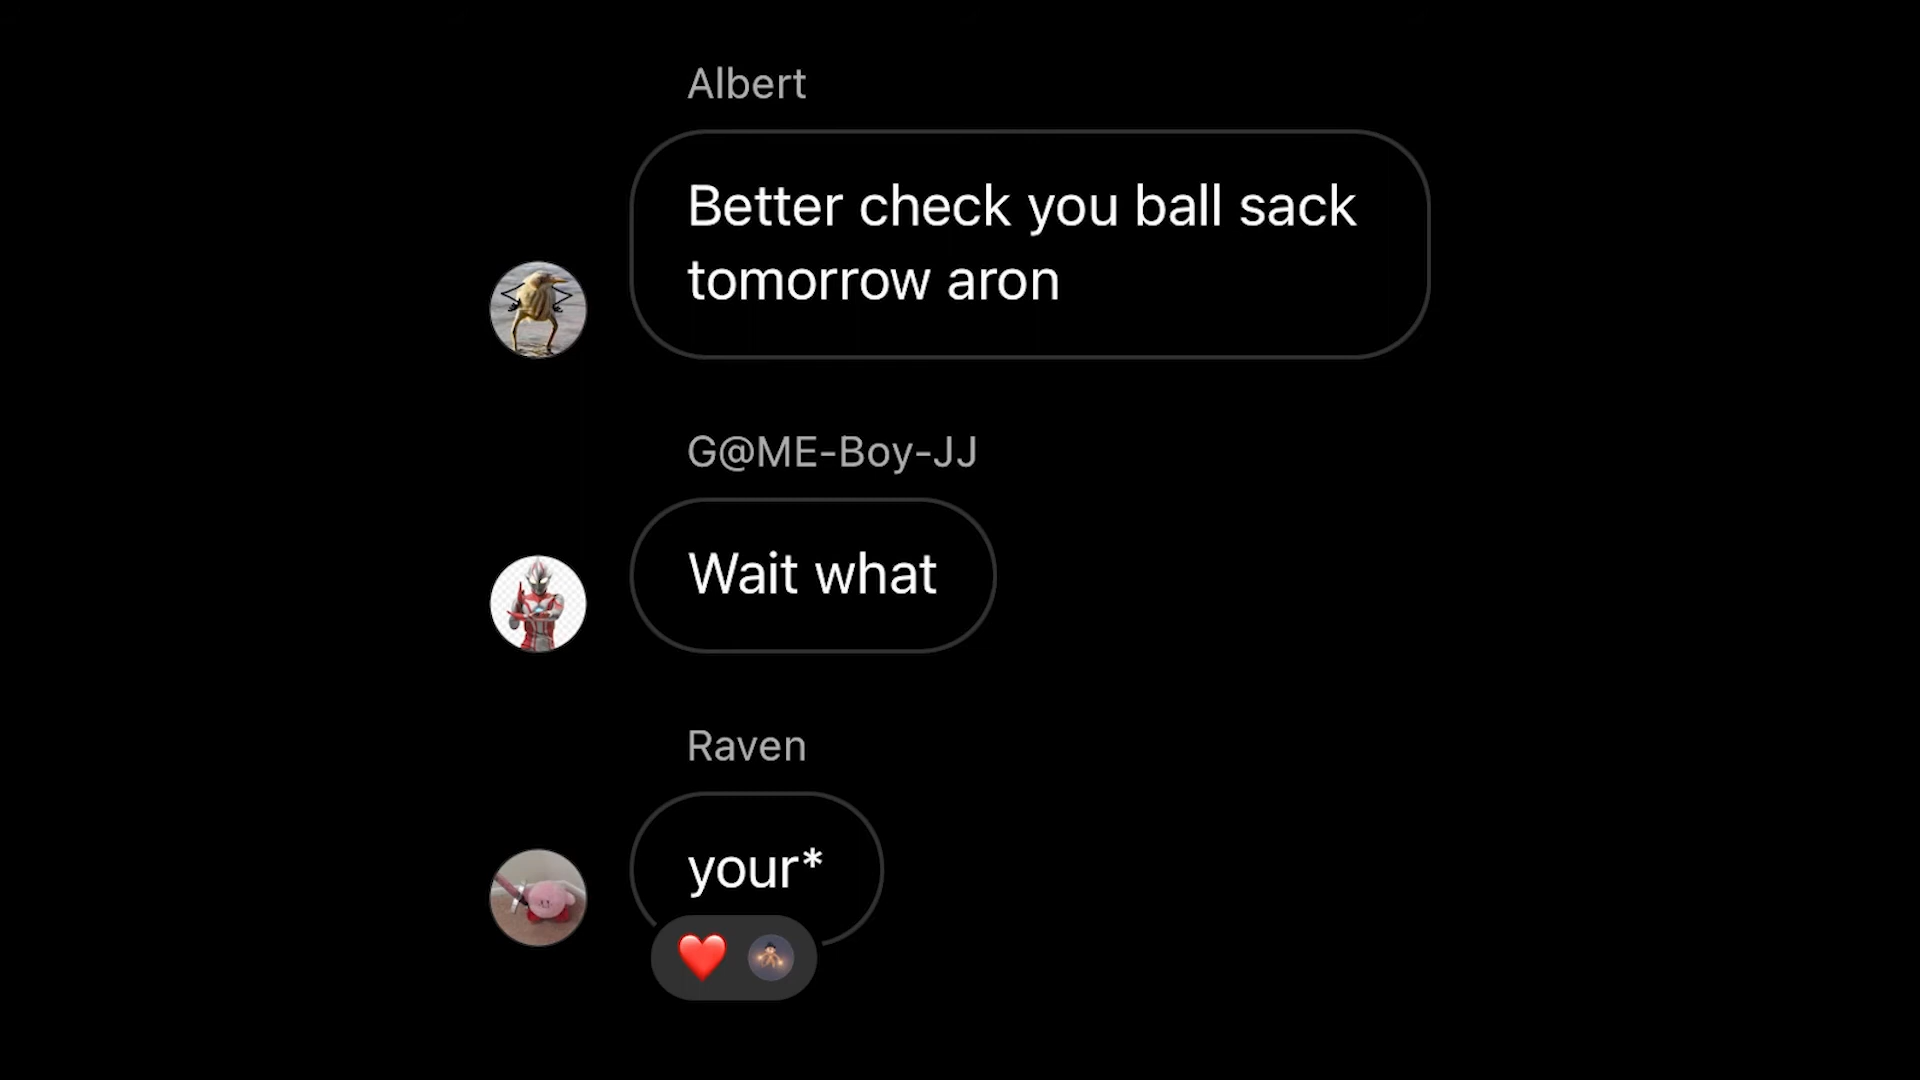 Albert
Better check you ball sack
tomorrow aron
G@ME-Boy-JJ
Wait what
Raven
your*